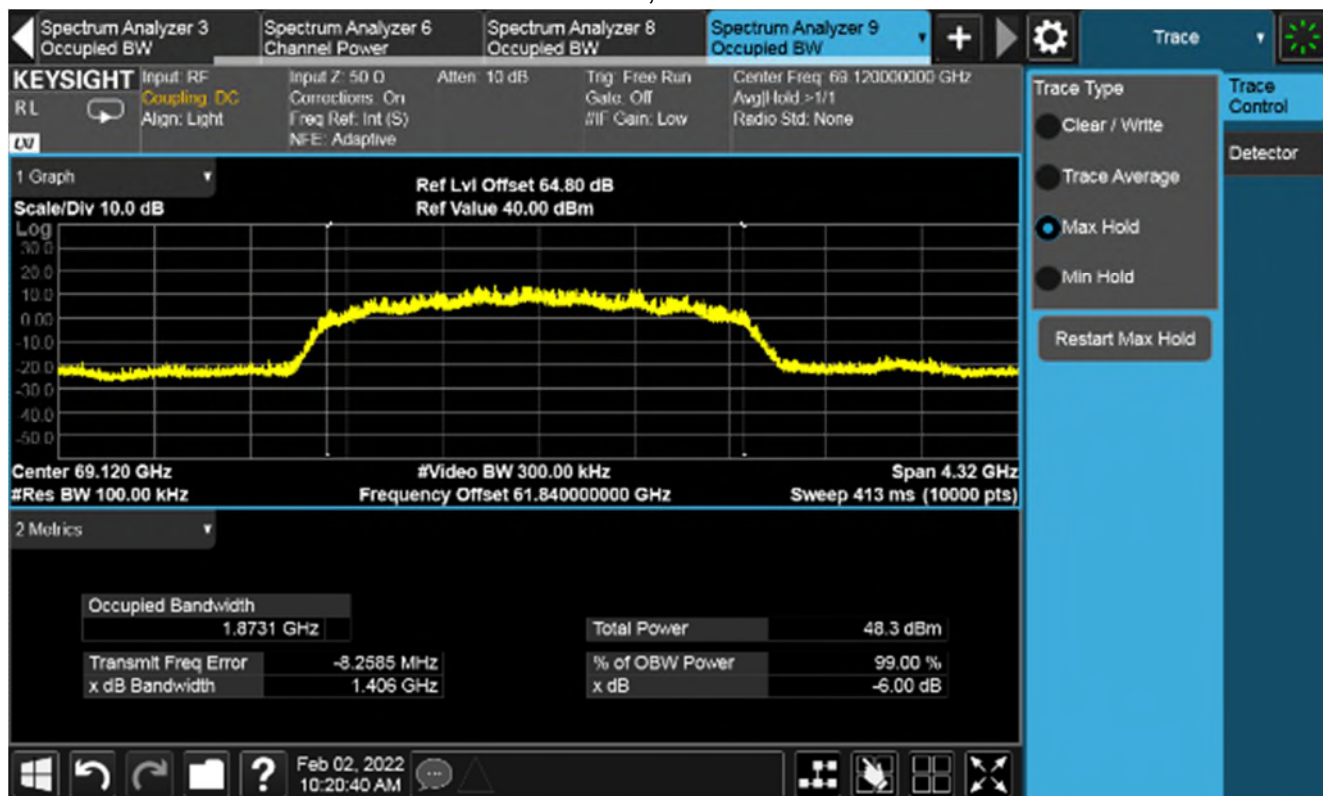 Spectrum Analyzer 3
Occupied BW
Spectrum Analyzer 6
Channel Power
Spectrum Analyzer 8
Occupied BW
Spectrum Analyzer 9
Occupied BW
+
Trace
KEYSIGHT
RL
LXI
Input: RF
Coupling: DC
Align: Light
Input Z: 50 Ω
Corrections: On
Freq Ref: Int (S)
NFE: Adaptive
Atten: 10 dB
Trig: Free Run
Gate: Off
#IF Gain: Low
Center Freq: 69.120000000 GHz
Avg|Hold:>1/1
Radio Std: None
Trace Type
Clear / Write
Trace Average
Max Hold
Min Hold
Restart Max Hold
Trace
Control
Detector
1 Graph
Scale/Div 10.0 dB
Ref Lvl Offset 64.80 dB
Ref Value 40.00 dBm
Log
30.0
20.0
10.0
0.00
-10.0
-20.0
-30.0
-40.0
-50.0
Center 69.120 GHz
#Video BW 300.00 kHz
Span 4.32 GHz
#Res BW 100.00 kHz
Frequency Offset 61.840000000 GHz
Sweep 413 ms (10000 pts)
2 Metrics
Occupied Bandwidth
1.8731 GHz
Total Power 48.3 dBm
Transmit Freq Error -8.2585 MHz
% of OBW Power 99.00 %
x dB Bandwidth 1.406 GHz
x dB -6.00 dB
?
Feb 02, 2022
10:20:40 AM